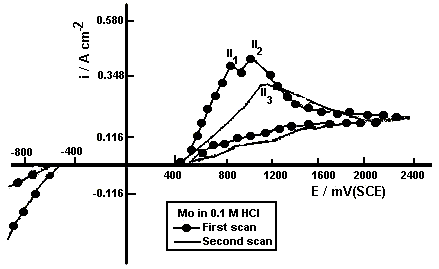 0.580
i / A cm-2
II1
II2
0.348
II3
0.116
-800
-400
400
800
1200
1600
2000
2400
-0.116
E / mV(SCE)
Mo in 0.1 M HCl
First scan
Second scan